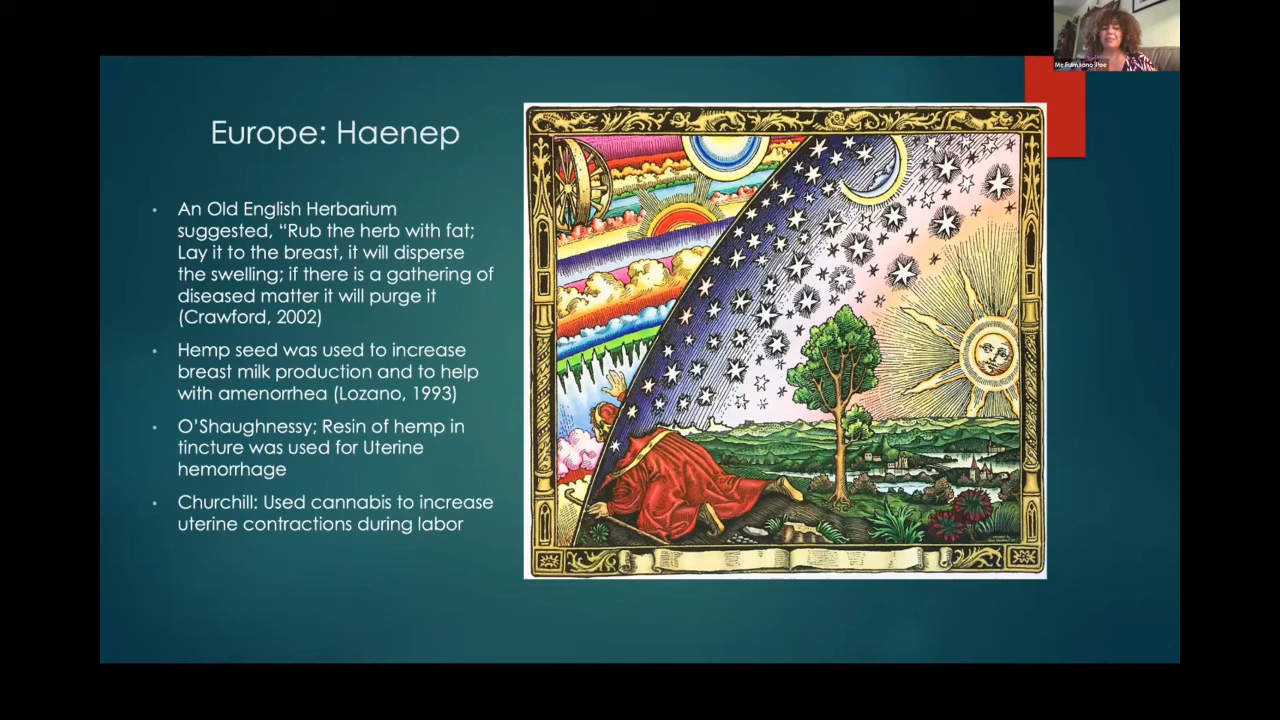 Me Fumi
Europe: Haenep
• An Old English Herbarium
suggested, “Rub the herb with fat;
Lay it to the breast, it will disperse
the swelling; if there is a gathering of
diseased matter it will purge it
(Crawford, 2002)
• Hemp seed was used to increase
breast milk production and to help
with amenorrhea (Lozano, 1993)
• O’Shaughnessy; Resin of hemp in
tincture was used for Uterine
hemorrhage
• Churchill: Used cannabis to increase
uterine contractions during labor